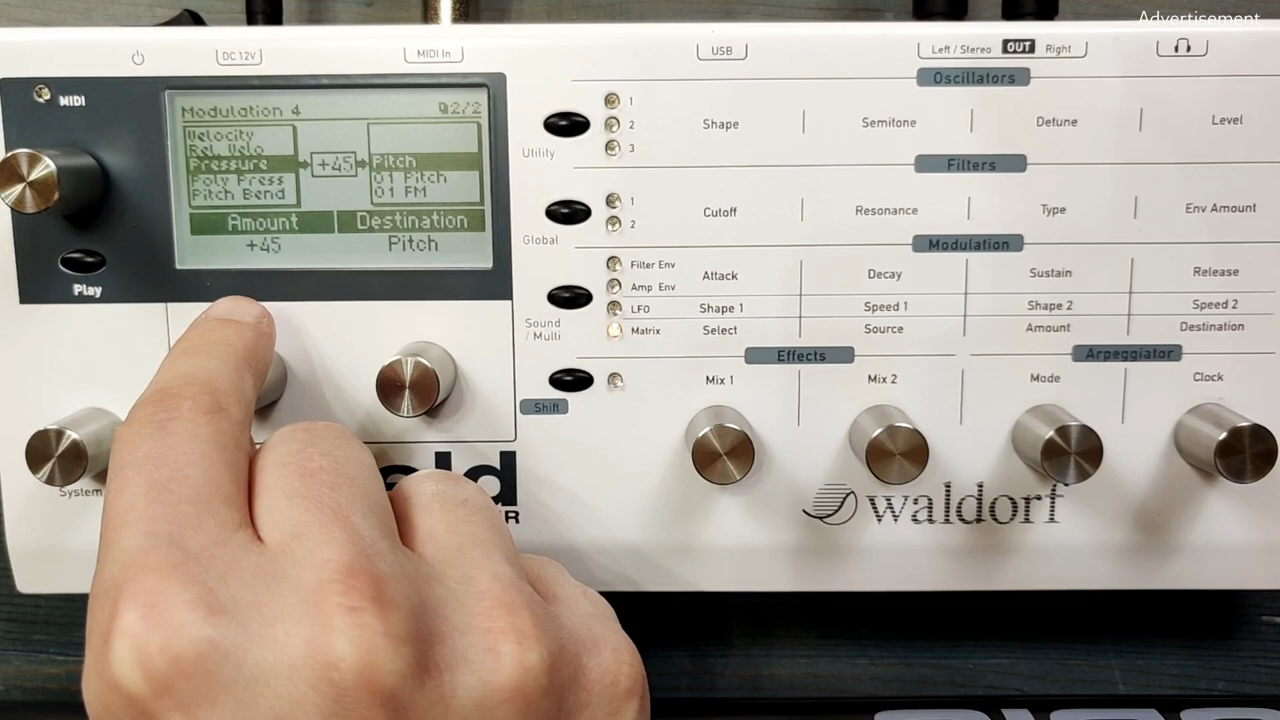 Advertisement
DC 12V
MIDI In
USB
Left / Stereo OUT Right
MIDI
Modulation 4 2/2
Velocity
Rel. Velo
Pressure +45 Pitch
Poly Press O1 Pitch
Pitch Bend O1 FM
Amount Destination
+45 Pitch
Play
System
Utility
Global
Sound
/ Multi
Shift
Oscillators
1
2
3
Shape Semitone Detune Level
Filters
1
2
Cutoff Resonance Type Env Amount
Modulation
Filter Env
Amp Env
Attack Decay Sustain Release
LFO Shape 1 Speed 1 Shape 2 Speed 2
Matrix Select Source Amount Destination
Effects Arpeggiator
Mix 1 Mix 2 Mode Clock
waldorf